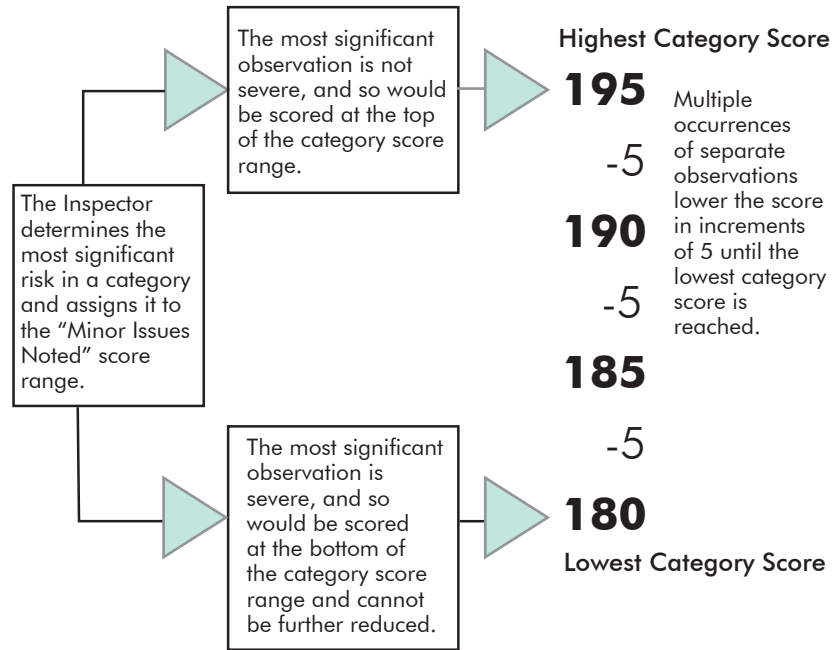 The Inspector
determines the
most significant
risk in a category
and assigns it to
the “Minor Issues
Noted” score
range.
The most significant
observation is not
severe, and so would
be scored at the top
of the category score
range.
The most significant
observation is
severe, and so
would be scored
at the bottom of
the category score
range and cannot
be further reduced.
Highest Category Score
195
-5
190
-5
185
-5
180
Lowest Category Score
Multiple
occurrences
of separate
observations
lower the score
in increments
of 5 until the
lowest category
score is
reached.